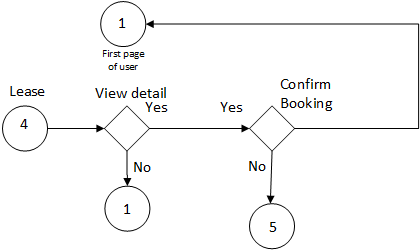 1
First page
of user
Lease
View detail
Confirm
Booking
Yes
Yes
4
No
No
1
5